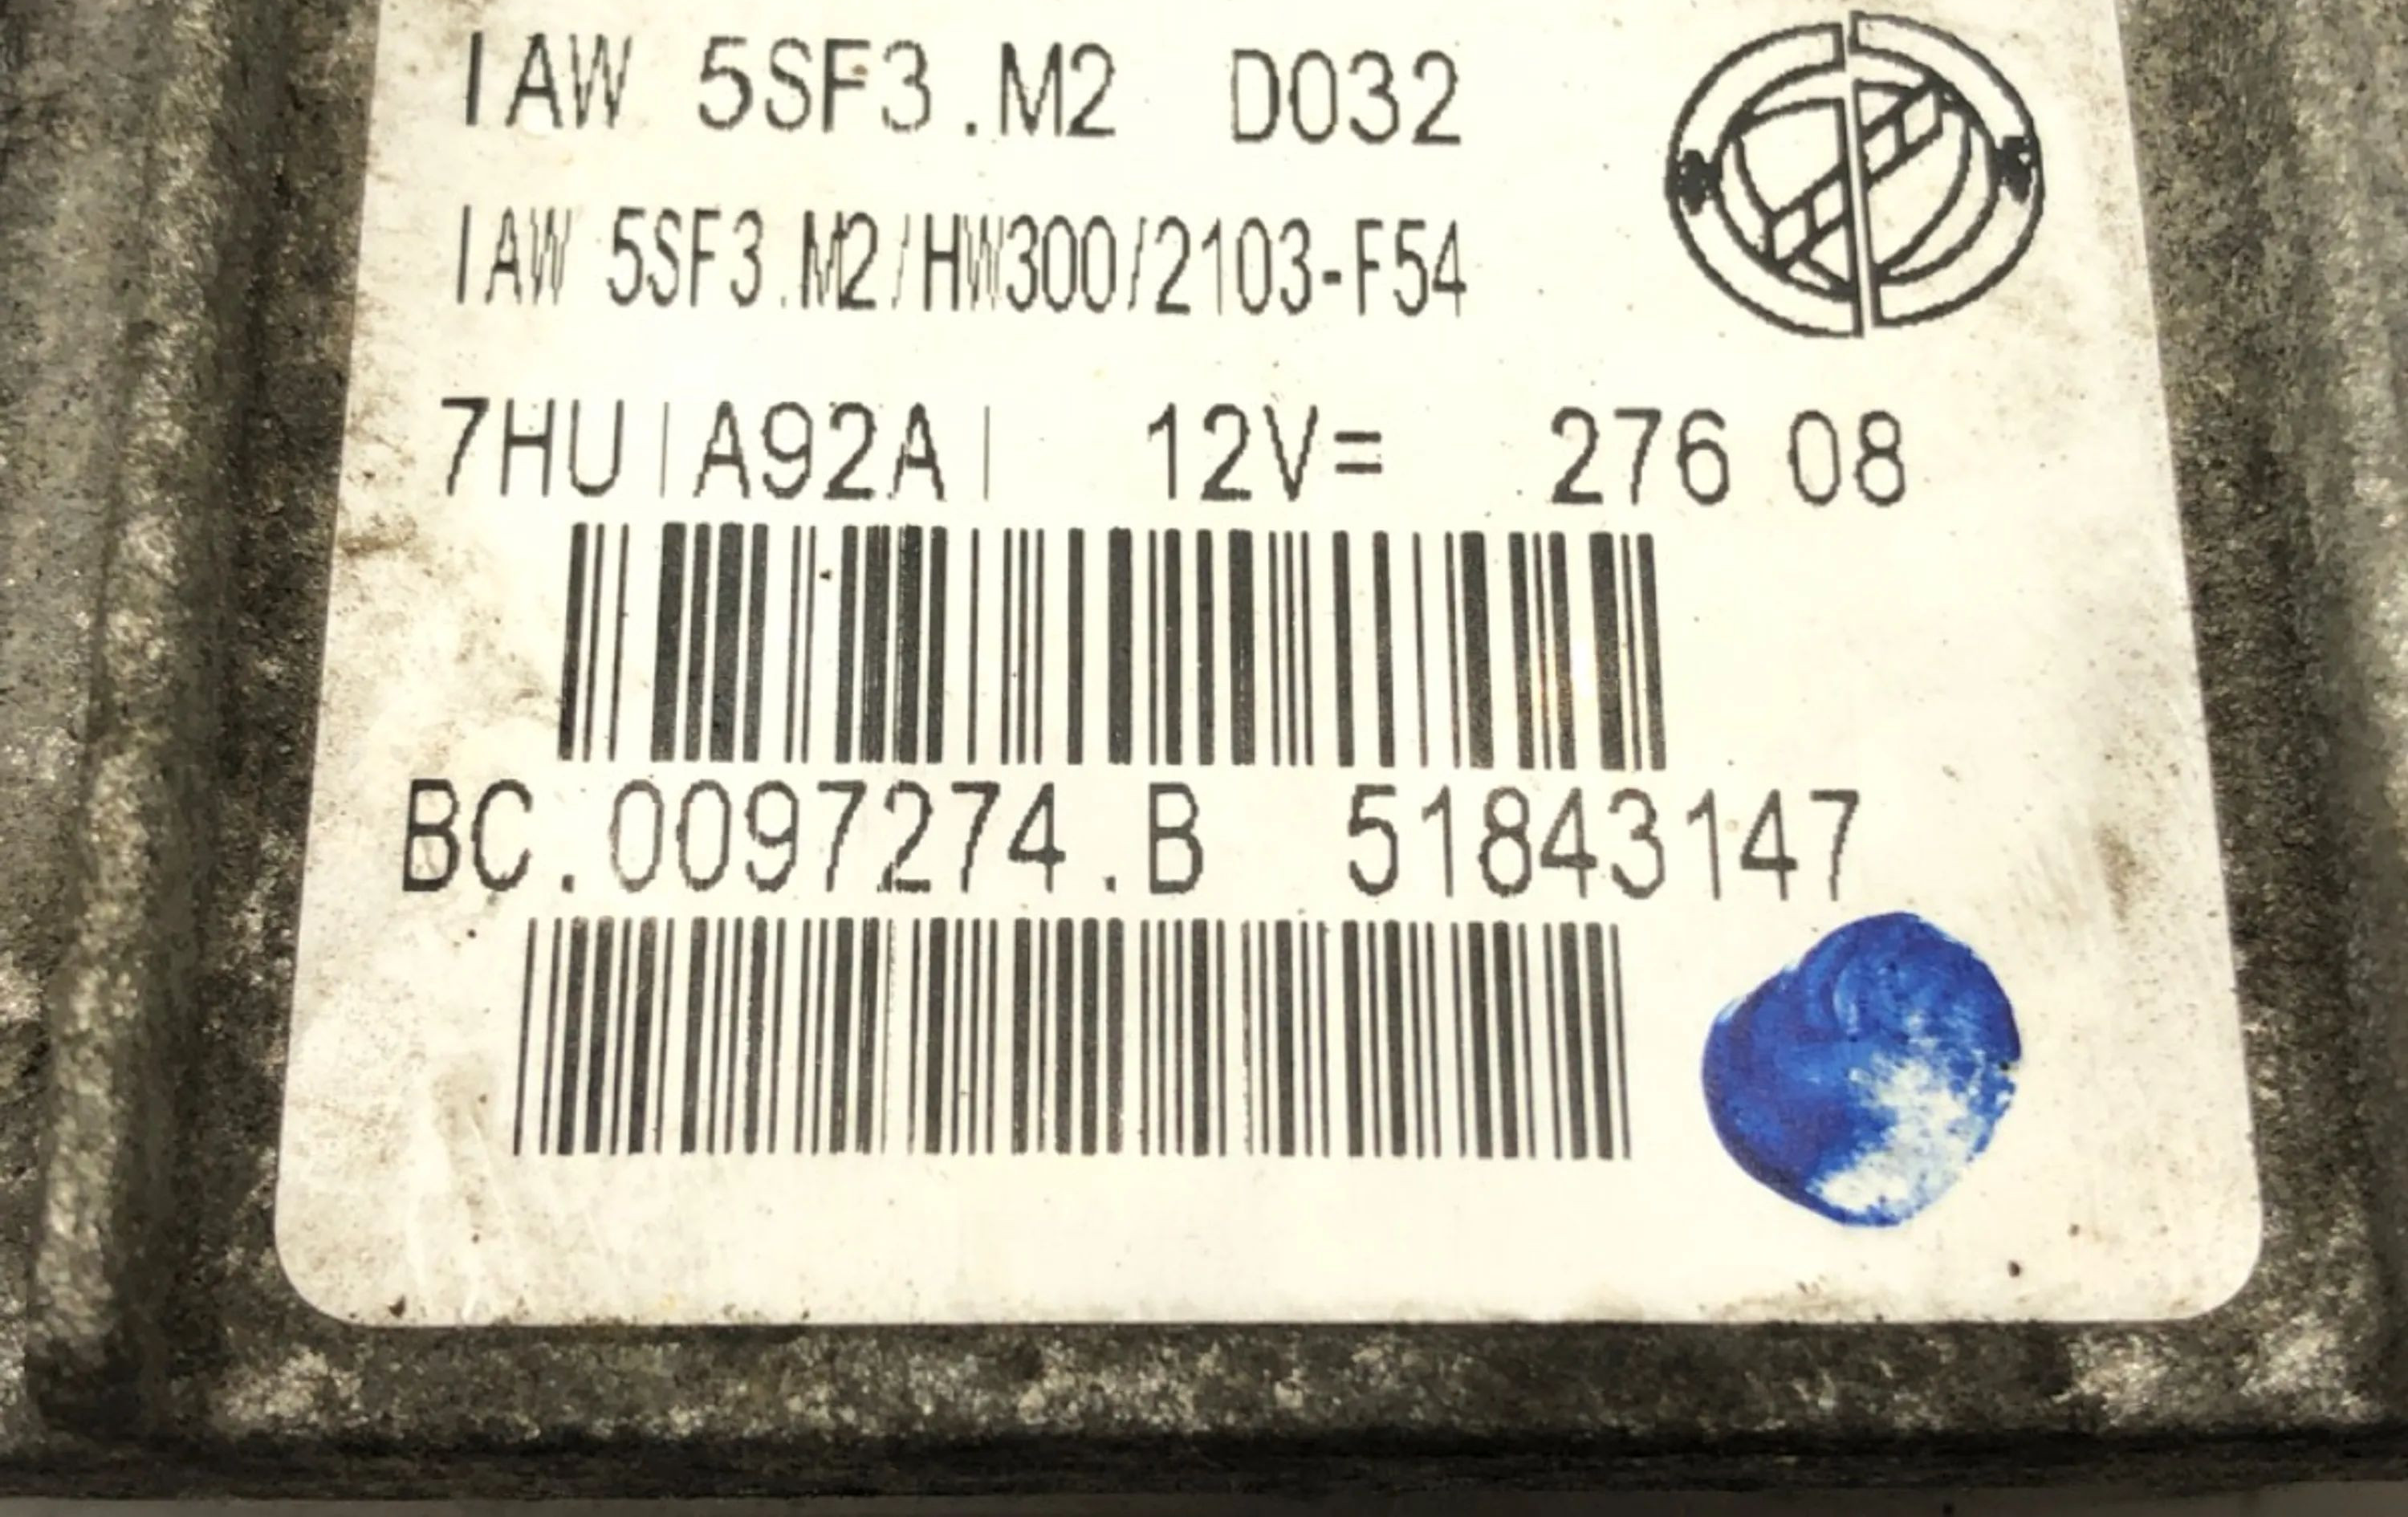 IAW 5SF3.M2 D032
IAW 5SF3.M2/HW300/2103-F54
7HU|A92A| 12V= 276 08
BC.0097274.B 51843147